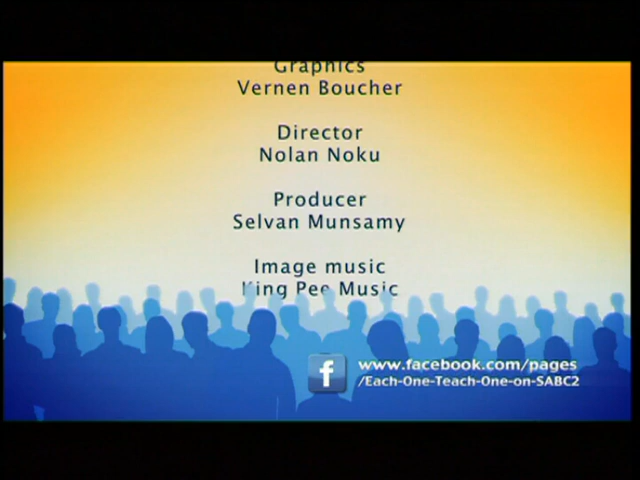 Graphics
Vernen Boucher
Director
Nolan Noku
Producer
Selvan Munsamy
Image music
King Pee Music
f
www.facebook.com/pages
/Each-One-Teach-One-on-SABC2